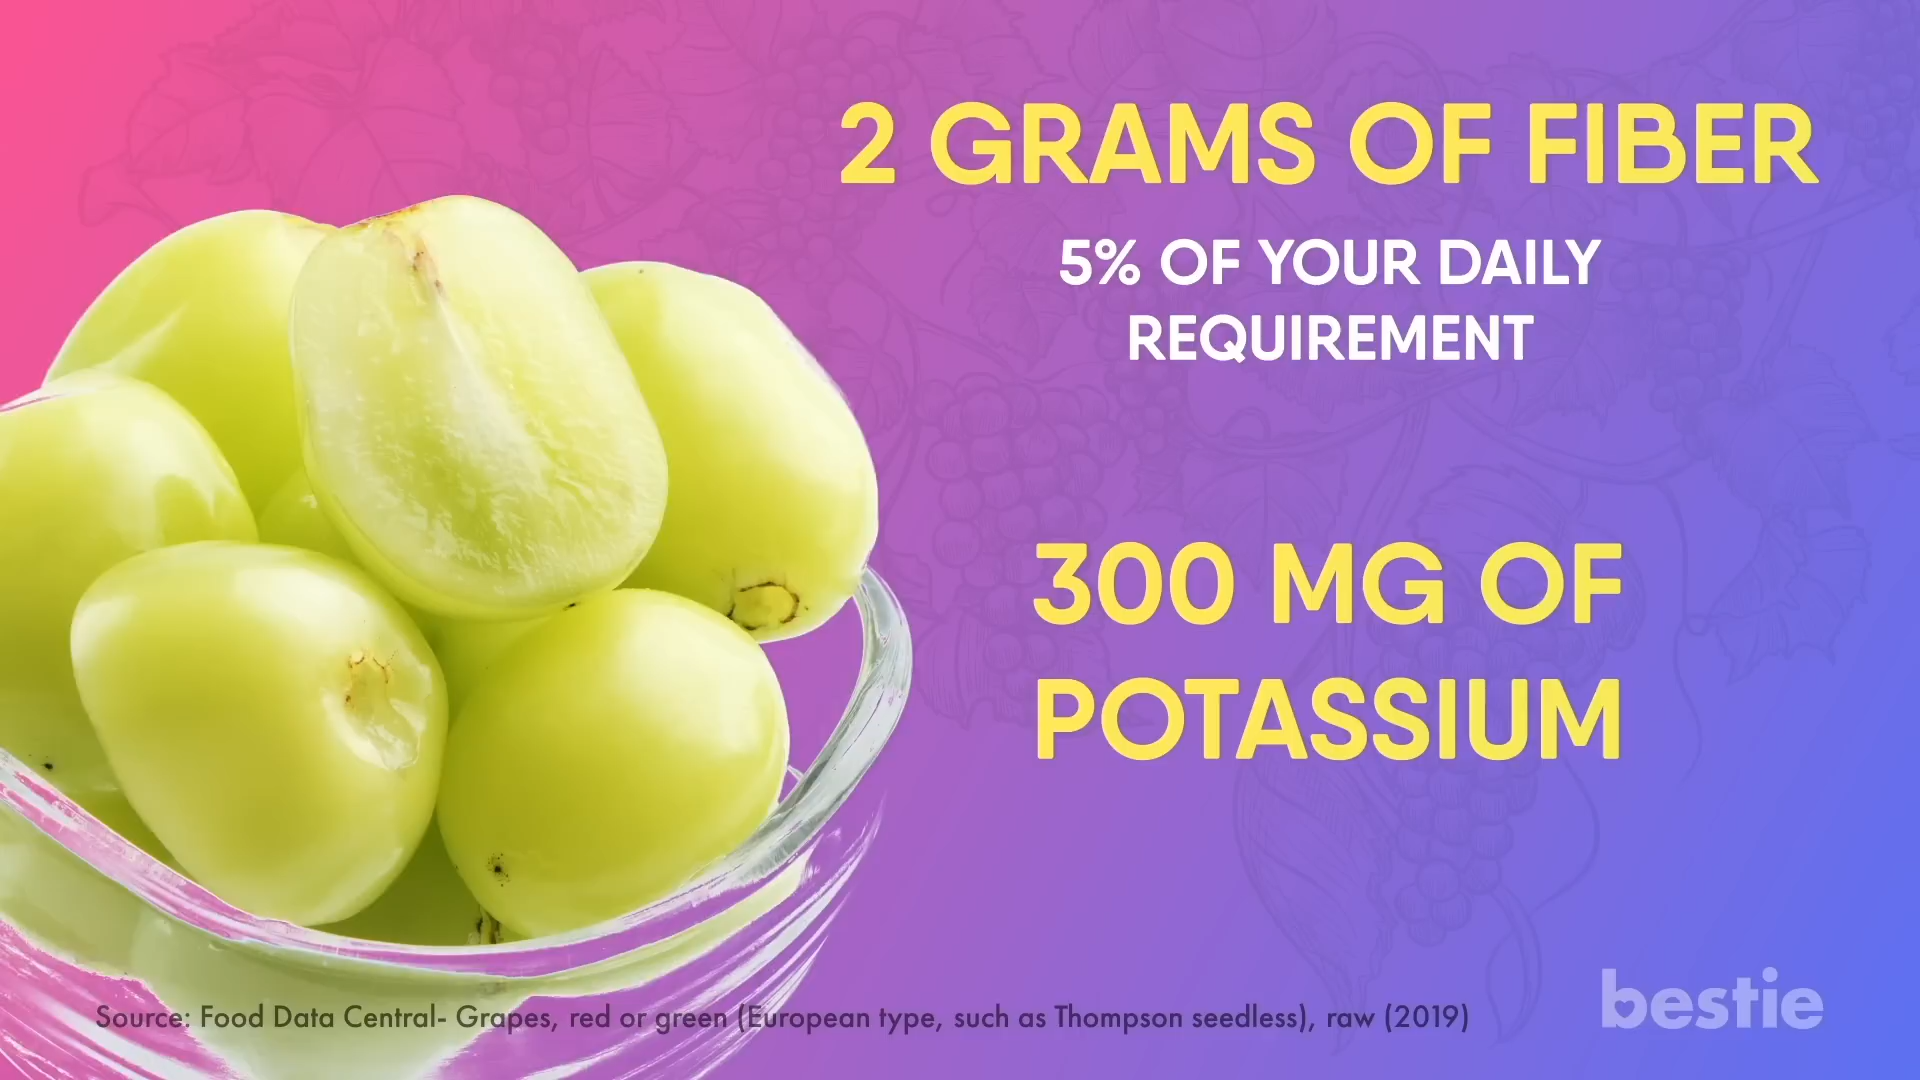 2 GRAMS OF FIBER
5% OF YOUR DAILY
REQUIREMENT
300 MG OF
POTASSIUM
Source: Food Data Central- Grapes, red or green (European type, such as Thompson seedless), raw (2019)
bestie